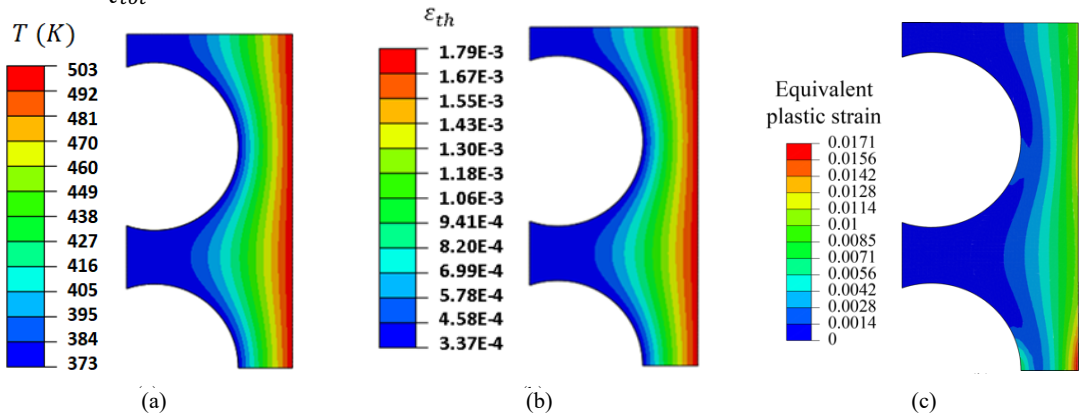 T (K)
503
492
481
470
460
449
438
427
416
405
395
384
373
(a)
ε_th
1.79E-3
1.67E-3
1.55E-3
1.43E-3
1.30E-3
1.18E-3
1.06E-3
9.41E-4
8.20E-4
6.99E-4
5.78E-4
4.58E-4
3.37E-4
(b)
Equivalent
plastic strain
0.0171
0.0156
0.0142
0.0128
0.0114
0.01
0.0085
0.0071
0.0056
0.0042
0.0028
0.0014
0
(c)